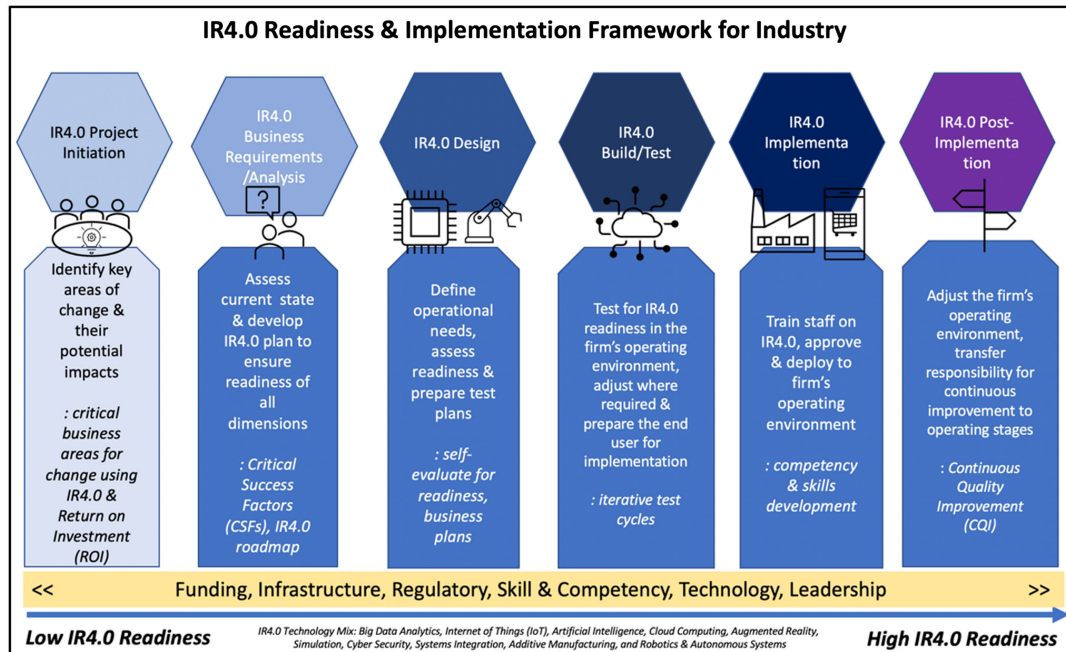 IR4.0 Readiness & Implementation Framework for Industry
IR4.0 Project
Initiation
IR4.0
Business
Requirements
/Analysis
IR4.0 Design
IR4.0
Build/Test
IR4.0
Implementa
tion
IR4.0 Post-
Implementa
tion
?
Identify key
areas of
change &
their
potential
impacts
: critical
business
areas for
change using
IR4.0 &
Return on
Investment
(ROI)
Assess
current state
& develop
IR4.0 plan to
ensure
readiness of
all
dimensions
: Critical
Success
Factors
(CSFs), IR4.0
roadmap
Define
operational
needs,
assess
readiness &
prepare test
plans
: self-
evaluate for
readiness,
business
plans
Test for IR4.0
readiness in the
firm's operating
environment,
adjust where
required &
prepare the end
user for
implementation
: iterative test
cycles
Train staff on
IR4.0, approve
& deploy to
firm's
operating
environment
: competency
& skills
development
Adjust the firm's
operating
environment,
transfer
responsibility for
continuous
improvement to
operating stages
: Continuous
Quality
Improvement
(CQI)
<< Funding, Infrastructure, Regulatory, Skill & Competency, Technology, Leadership >>
Low IR4.0 Readiness
IR4.0 Technology Mix: Big Data Analytics, Internet of Things (IoT), Artificial Intelligence, Cloud Computing, Augmented Reality,
Simulation, Cyber Security, Systems Integration, Additive Manufacturing, and Robotics & Autonomous Systems
High IR4.0 Readiness